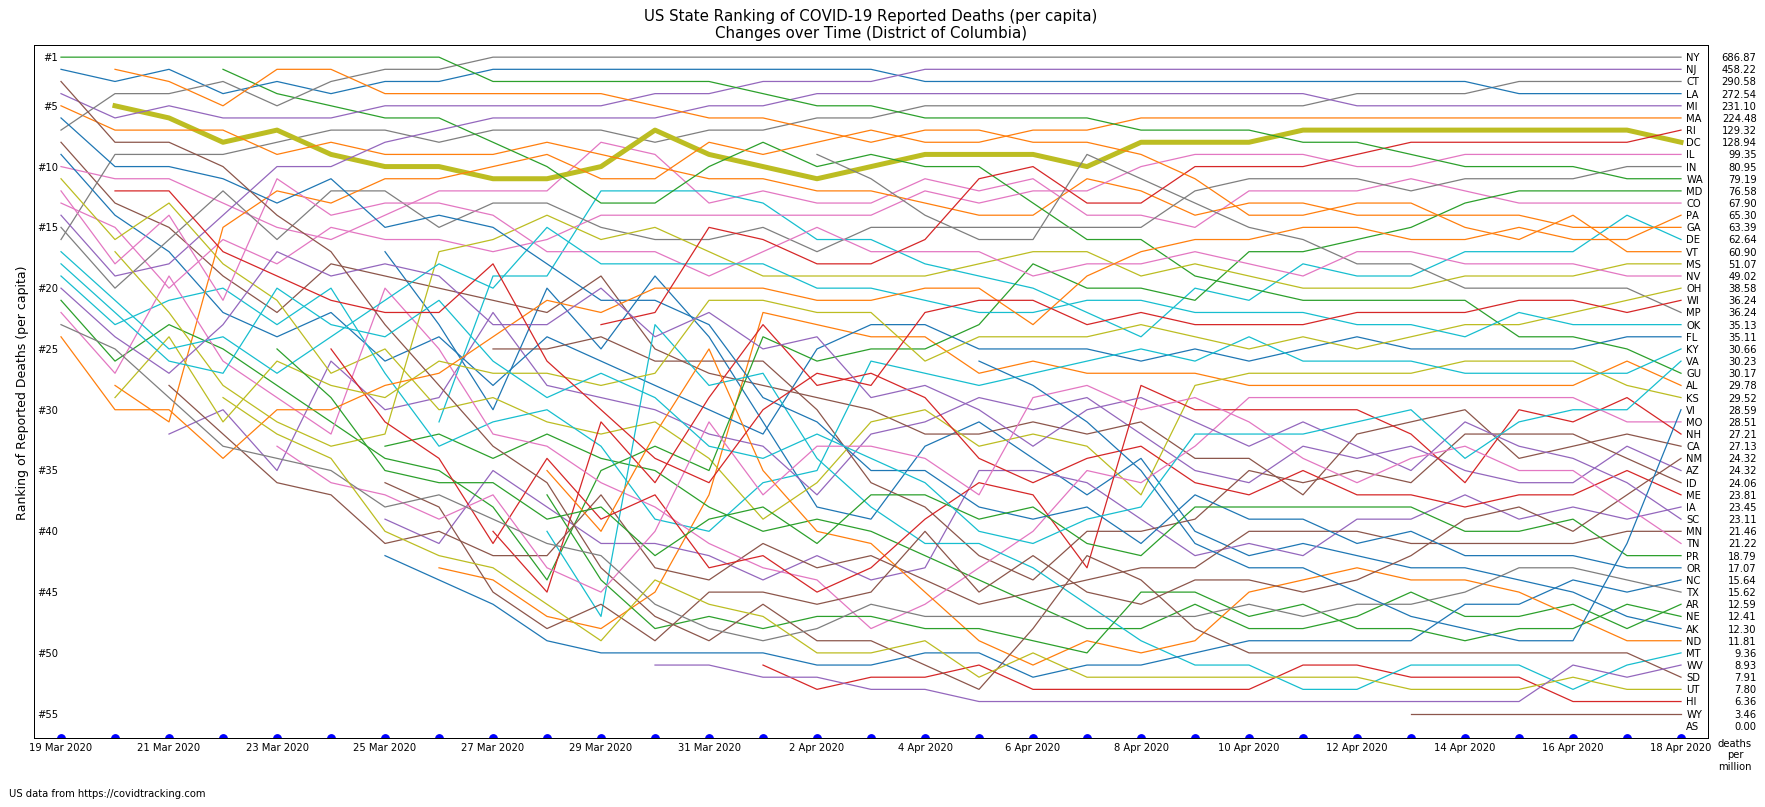 US State Ranking of COVID-19 Reported Deaths (per capita)
Changes over Time (District of Columbia)
Ranking of Reported Deaths (per capita)
#1
#5
#10
#15
#20
#25
#30
#35
#40
#45
#50
#55
NY 686.87
NJ 458.22
CT 290.58
LA 272.54
MI 231.10
MA 224.48
RI 129.32
DC 128.94
IL 99.35
IN 80.95
WA 79.19
MD 76.58
CO 67.90
PA 65.30
GA 63.39
DE 62.64
VT 60.90
MS 51.07
NV 49.02
OH 38.58
WI 36.24
MP 36.24
OK 35.13
FL 35.11
KY 30.66
VA 30.23
GU 30.17
AL 29.78
KS 29.52
VI 28.59
MO 28.51
NH 27.21
CA 27.13
NM 24.32
AZ 24.32
ID 24.06
ME 23.81
IA 23.45
SC 23.11
MN 21.46
TN 21.22
PR 18.79
OR 17.07
NC 15.64
TX 15.62
AR 12.59
NE 12.41
AK 12.30
ND 11.81
MT 9.36
WV 8.93
SD 7.91
UT 7.80
HI 6.36
WY 3.46
AS 0.00
19 Mar 2020 21 Mar 2020 23 Mar 2020 25 Mar 2020 27 Mar 2020 29 Mar 2020 31 Mar 2020 2 Apr 2020 4 Apr 2020 6 Apr 2020 8 Apr 2020 10 Apr 2020 12 Apr 2020 14 Apr 2020 16 Apr 2020 18 Apr 2020
deaths
per
million
US data from https://covidtracking.com